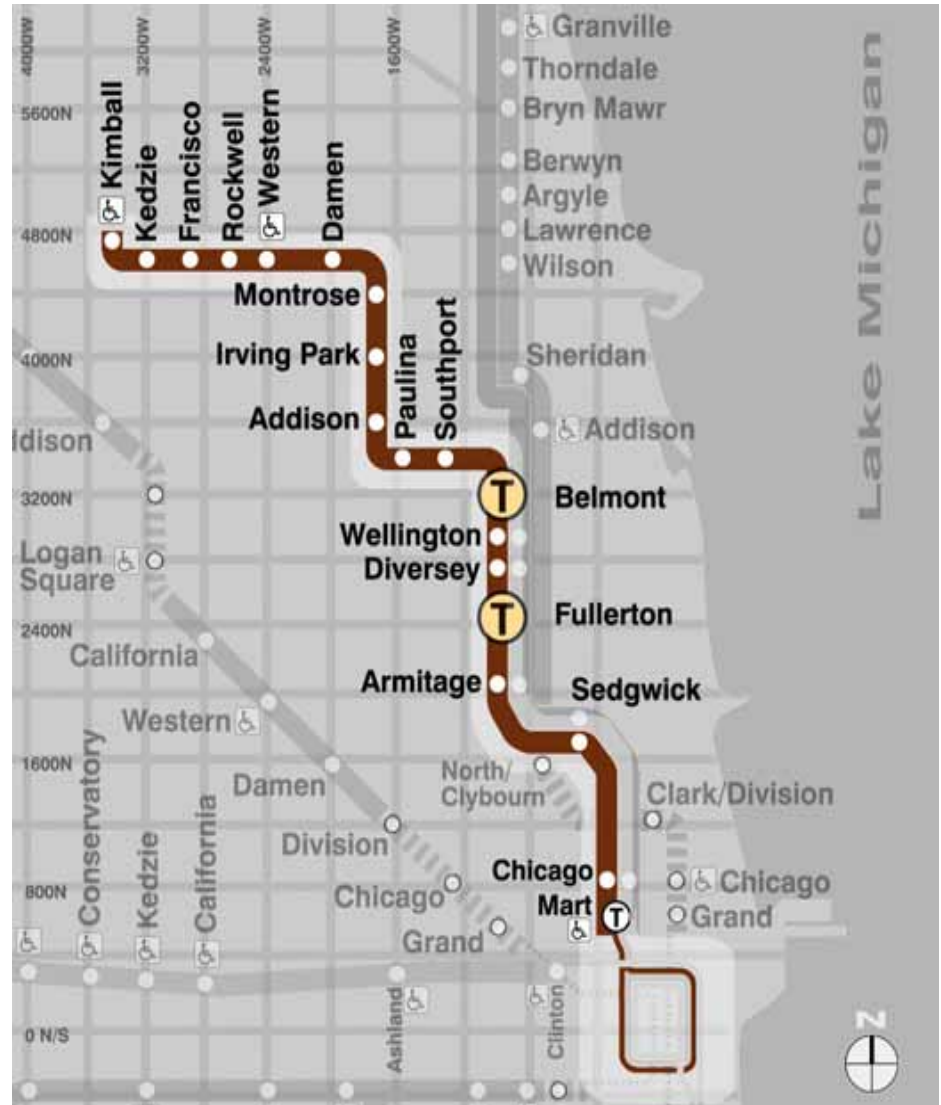 4000W
3200W
2400W
1600W
Granville
Thorndale
Bryn Mawr
5600N
Kimball
Kedzie
Francisco
Rockwell
Western
Damen
Berwyn
Argyle
Lawrence
Wilson
4800N
Lake Michigan
Montrose
Irving Park
4000N
Paulina
Southport
Sheridan
Addison
Addison
ddison
3200N
T
Belmont
Wellington
Diversey
Logan
Square
T
Fullerton
2400N
California
Armitage
Sedgwick
Western
1600N
North/
Clybourn
Damen
Clark/Division
Conservatory
Kedzie
California
Division
Chicago
Chicago
Chicago
800N
Mart
T
Grand
Grand
Ashland
Clinton
0 N/S
N